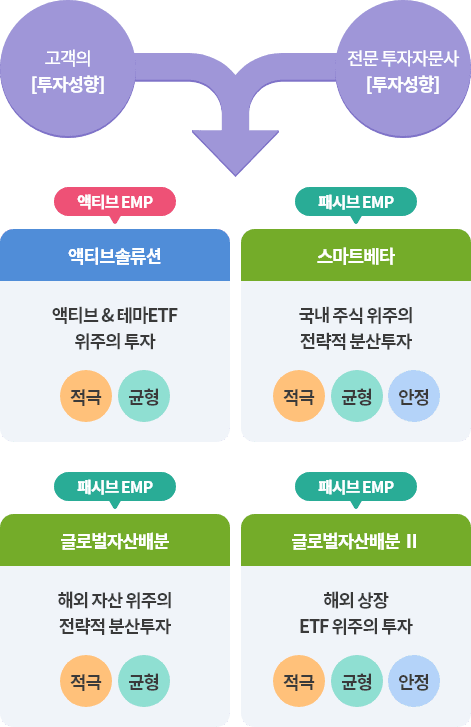 고객의
[투자성향]
전문 투자자문사
[투자성향]
액티브 EMP
액티브솔루션
액티브 & 테마ETF
위주의 투자
적극 균형
패시브 EMP
스마트베타
국내 주식 위주의
전략적 분산투자
적극 균형 안정
패시브 EMP
글로벌자산배분
해외 자산 위주의
전략적 분산투자
적극 균형
패시브 EMP
글로벌자산배분 II
해외 상장
ETF 위주의 투자
적극 균형 안정